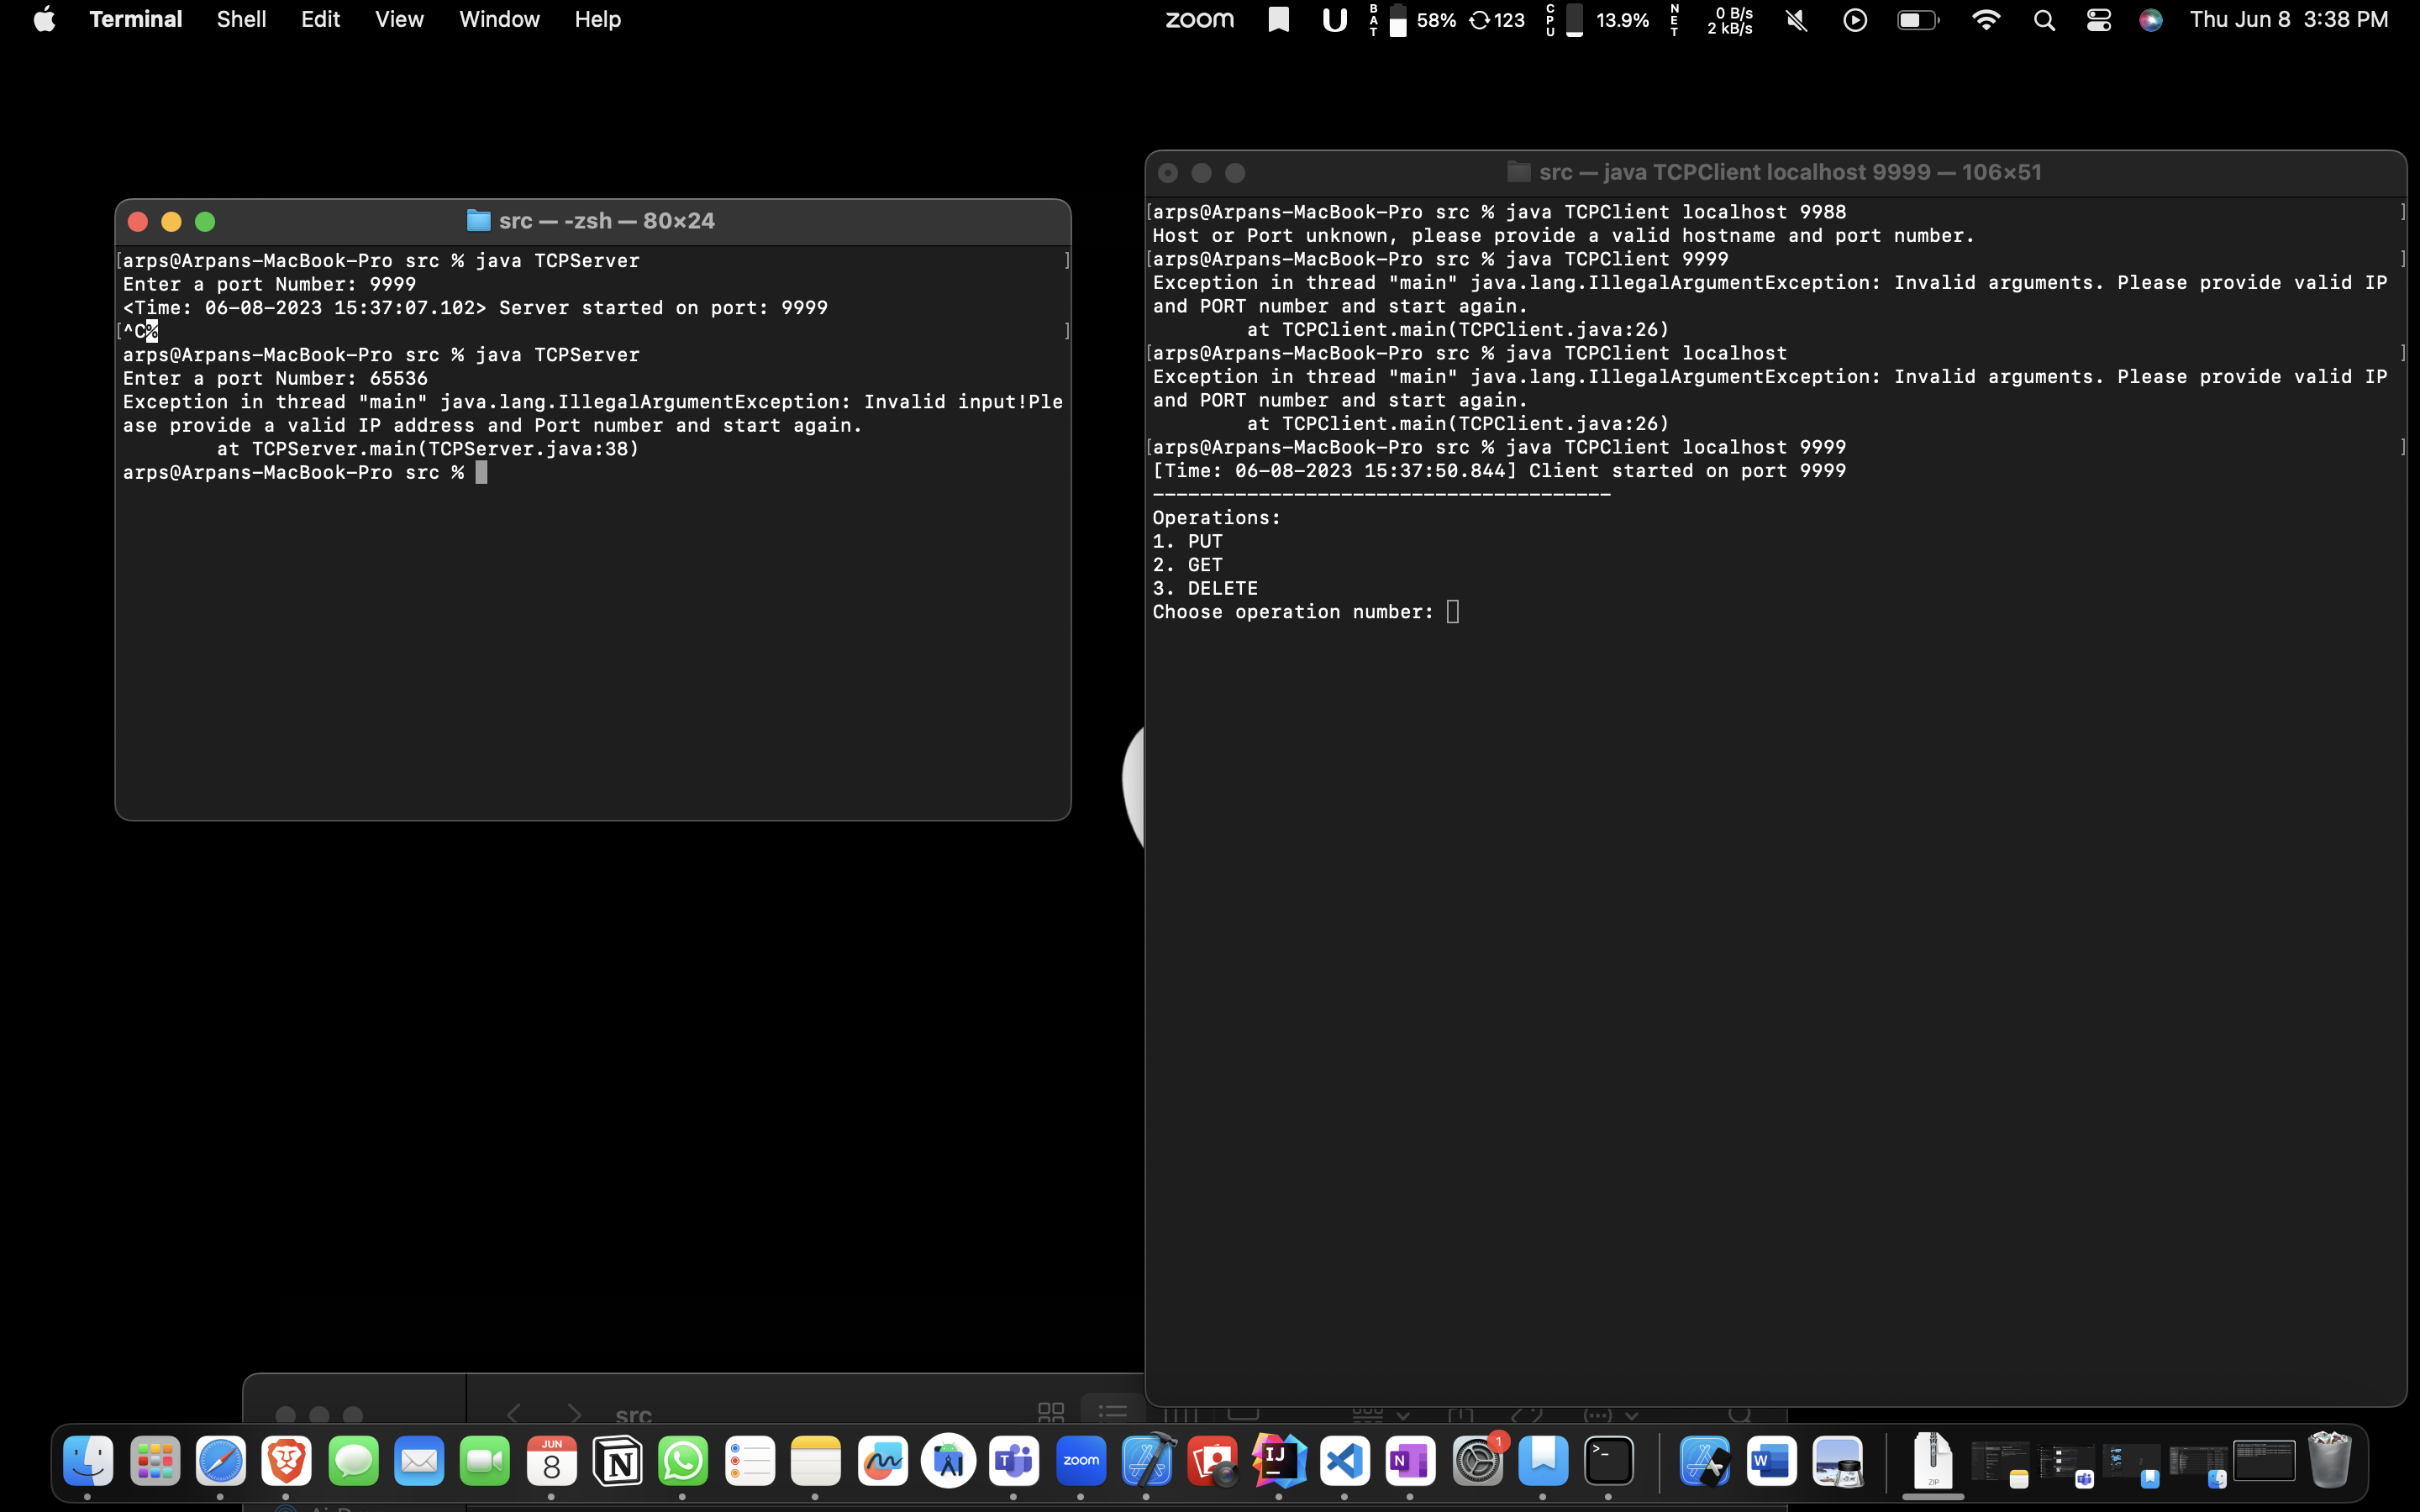 Terminal Shell Edit View Window Help zoom BAT 58% 123 CPU 13.9% NET 0 B/s 2 kB/s Thu Jun 8 3:38 PM
src — -zsh — 80×24
[arps@Arpans-MacBook-Pro src % java TCPServer ]
Enter a port Number: 9999
<Time: 06-08-2023 15:37:07.102> Server started on port: 9999
[^C% ]
arps@Arpans-MacBook-Pro src % java TCPServer
Enter a port Number: 65536
Exception in thread "main" java.lang.IllegalArgumentException: Invalid input!Ple
ase provide a valid IP address and Port number and start again.
at TCPServer.main(TCPServer.java:38)
arps@Arpans-MacBook-Pro src %
src — java TCPClient localhost 9999 — 106×51
[arps@Arpans-MacBook-Pro src % java TCPClient localhost 9988 ]
Host or Port unknown, please provide a valid hostname and port number.
[arps@Arpans-MacBook-Pro src % java TCPClient 9999 ]
Exception in thread "main" java.lang.IllegalArgumentException: Invalid arguments. Please provide valid IP
and PORT number and start again.
at TCPClient.main(TCPClient.java:26)
[arps@Arpans-MacBook-Pro src % java TCPClient localhost ]
Exception in thread "main" java.lang.IllegalArgumentException: Invalid arguments. Please provide valid IP
and PORT number and start again.
at TCPClient.main(TCPClient.java:26)
[arps@Arpans-MacBook-Pro src % java TCPClient localhost 9999 ]
[Time: 06-08-2023 15:37:50.844] Client started on port 9999
---------------------------------------
Operations:
1. PUT
2. GET
3. DELETE
Choose operation number:
src
JUN
8
zoom
IJ
1
ZIP